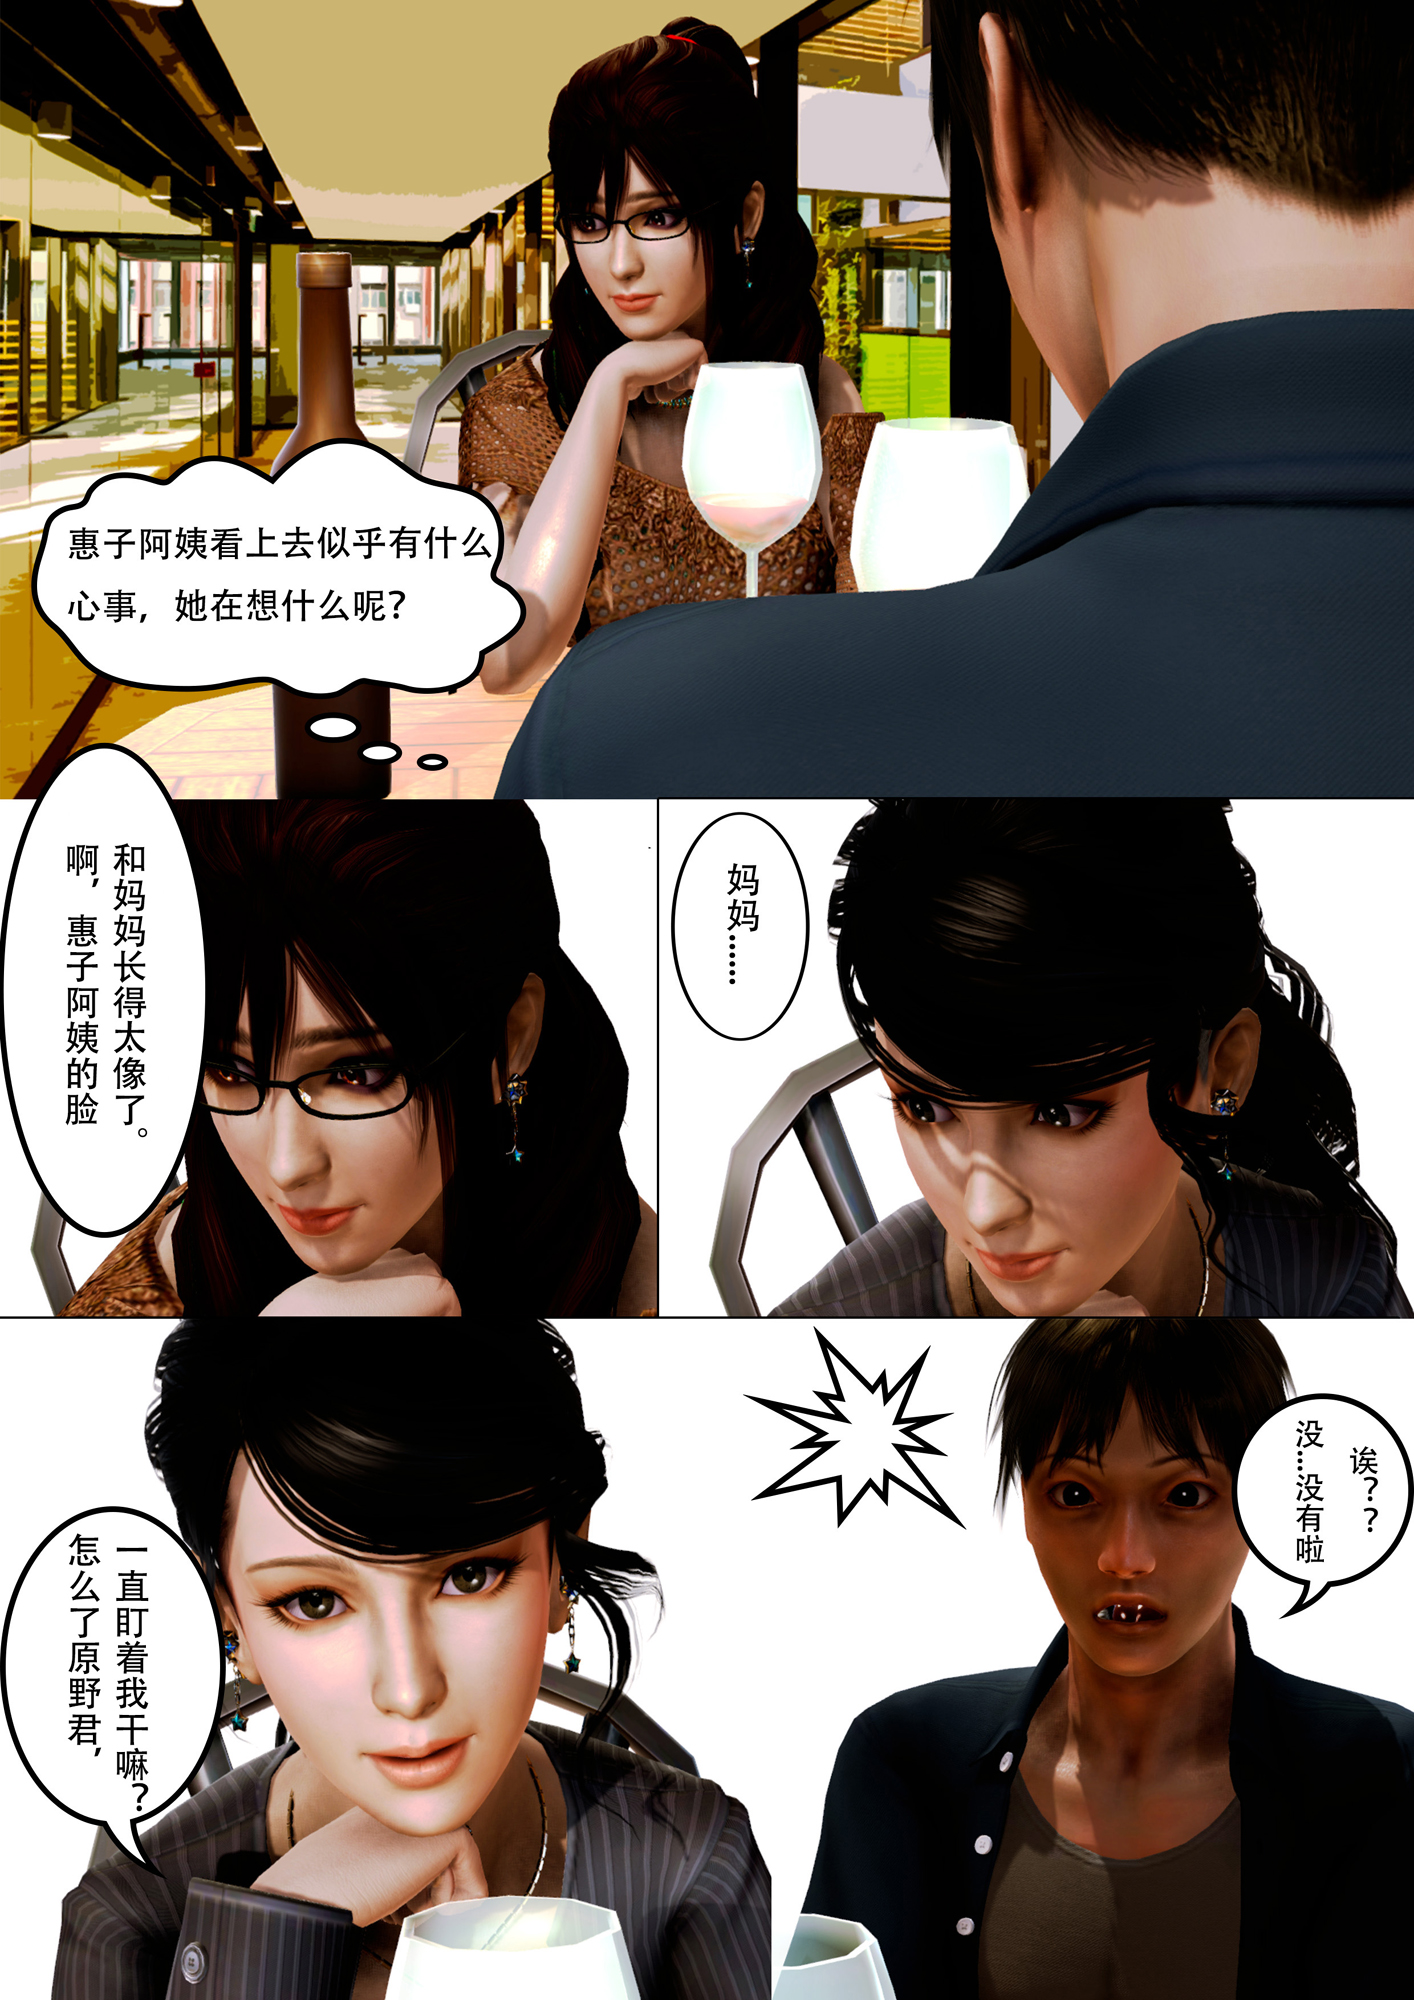 惠子阿姨看上去似乎有什么
心事，她在想什么呢？
啊，惠子阿姨的脸
和妈妈长得太像了。
妈妈……
怎么了原野君，
一直盯着我干嘛？
诶？？
没....没有啦